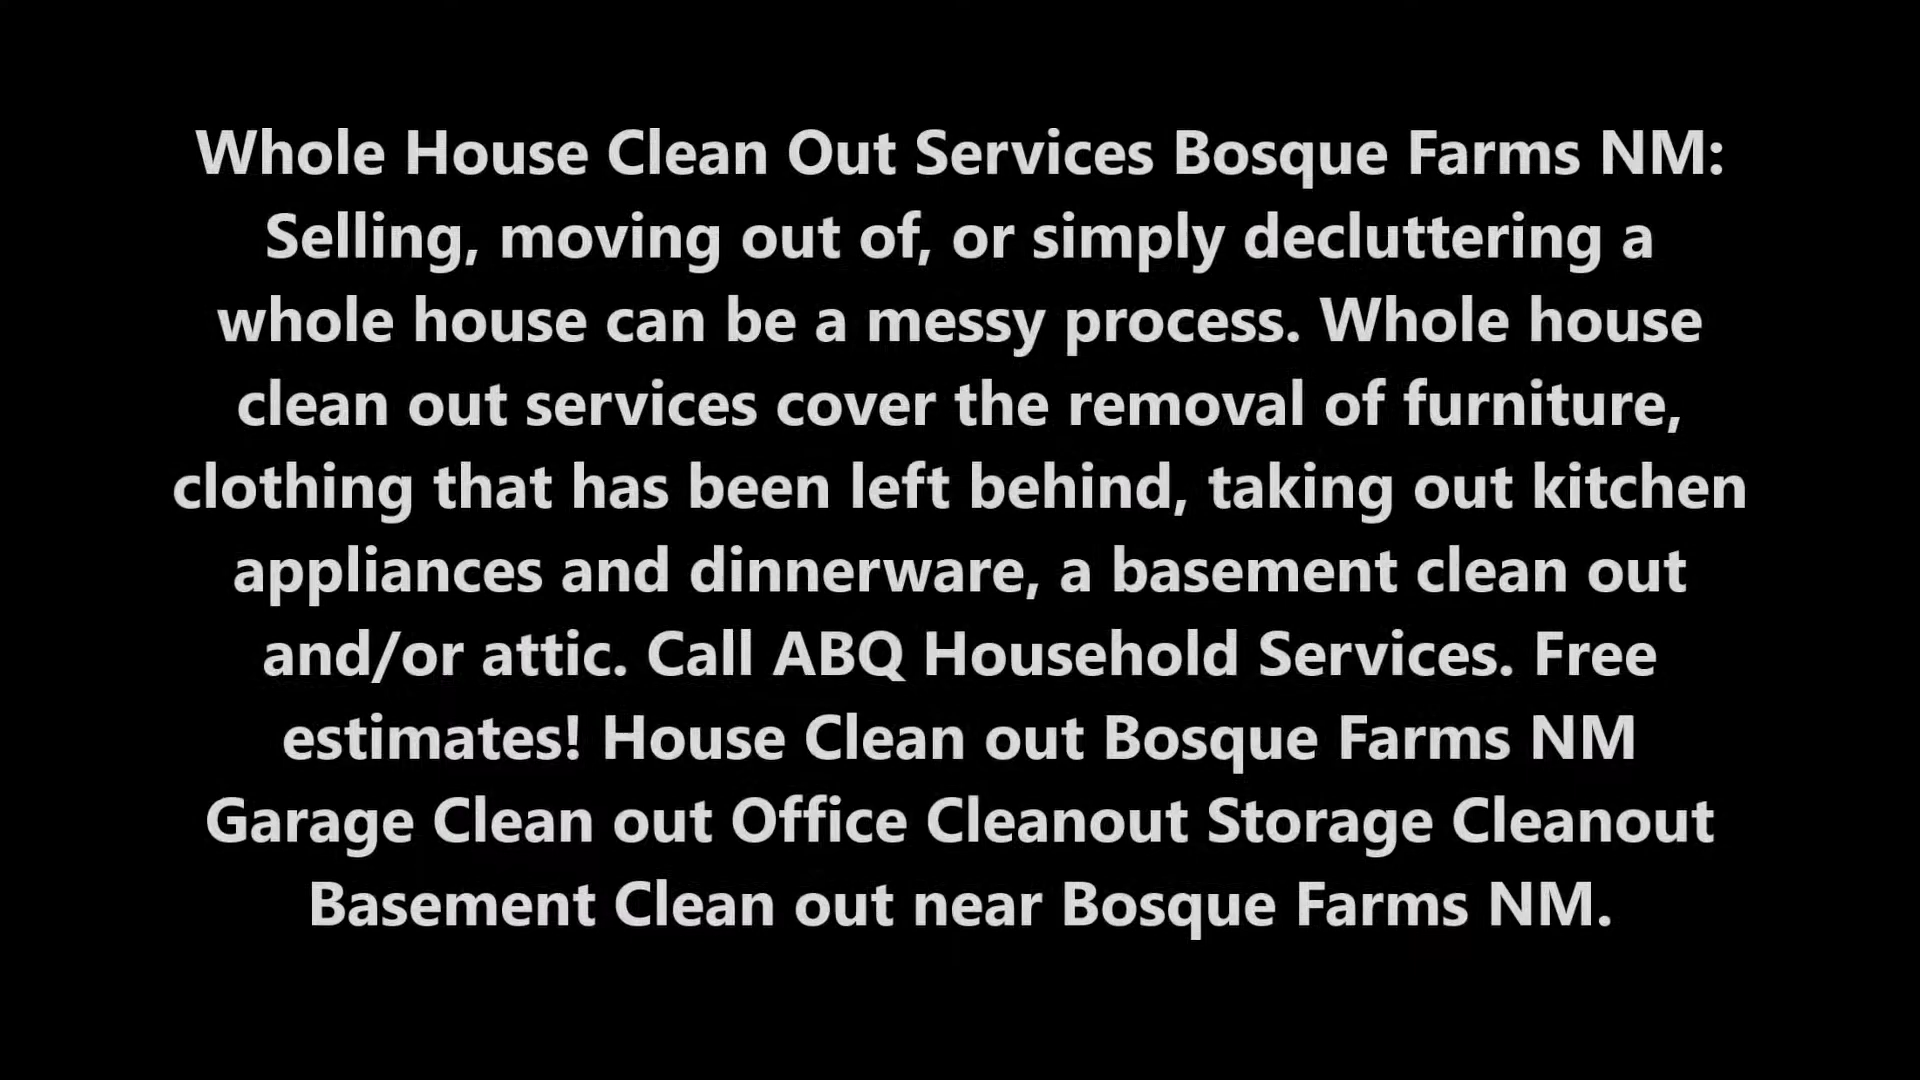 Whole House Clean Out Services Bosque Farms NM:
Selling, moving out of, or simply decluttering a
whole house can be a messy process. Whole house
clean out services cover the removal of furniture,
clothing that has been left behind, taking out kitchen
appliances and dinnerware, a basement clean out
and/or attic. Call ABQ Household Services. Free
estimates! House Clean out Bosque Farms NM
Garage Clean out Office Cleanout Storage Cleanout
Basement Clean out near Bosque Farms NM.